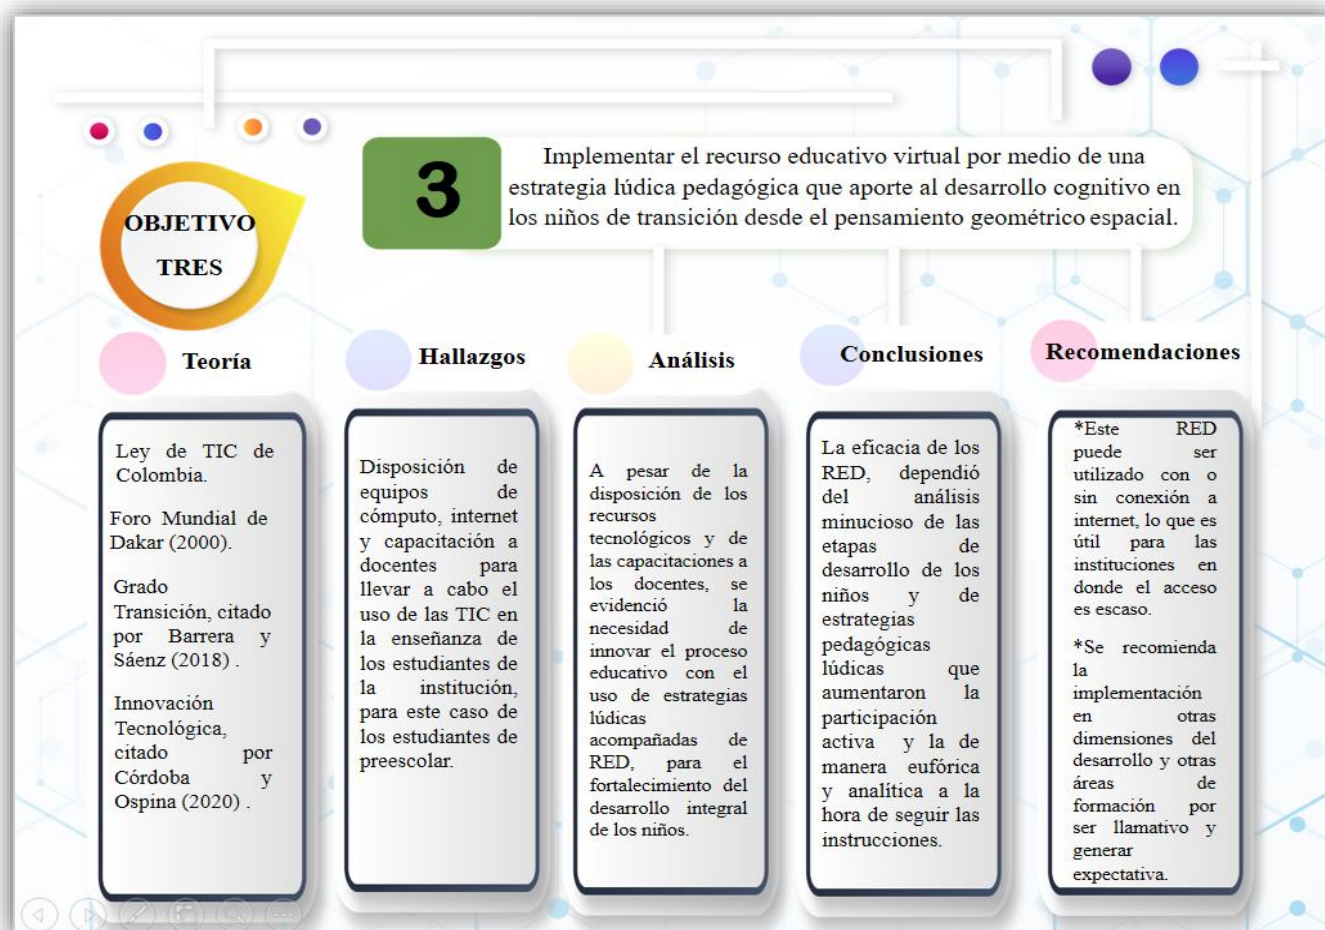 OBJETIVO
TRES
3
Implementar el recurso educativo virtual por medio de una
estrategia lúdica pedagógica que aporte al desarrollo cognitivo en
los niños de transición desde el pensamiento geométrico espacial.
Teoría
Ley de TIC de
Colombia.
Foro Mundial de
Dakar (2000).
Grado
Transición, citado
por Barrera y
Sáenz (2018) .
Innovación
Tecnológica,
citado por
Córdoba y
Ospina (2020) .
Hallazgos
Disposición de
equipos de
cómputo, internet
y capacitación a
docentes para
llevar a cabo el
uso de las TIC en
la enseñanza de
los estudiantes de
la institución,
para este caso de
los estudiantes de
preescolar.
Análisis
A pesar de la
disposición de los
recursos
tecnológicos y de
las capacitaciones a
los docentes, se
evidenció la
necesidad de
innovar el proceso
educativo con el
uso de estrategias
lúdicas
acompañadas de
RED, para el
fortalecimiento del
desarrollo integral
de los niños.
Conclusiones
La eficacia de los
RED, dependió
del análisis
minucioso de las
etapas de
desarrollo de los
niños y de
estrategias
pedagógicas
lúdicas que
aumentaron la
participación
activa y la de
manera eufórica
y analítica a la
hora de seguir las
instrucciones.
Recomendaciones
*Este RED
puede ser
utilizado con o
sin conexión a
internet, lo que es
útil para las
instituciones en
donde el acceso
es escaso.
*Se recomienda
la
implementación
en otras
dimensiones del
desarrollo y otras
áreas de
formación por
ser llamativo y
generar
expectativa.